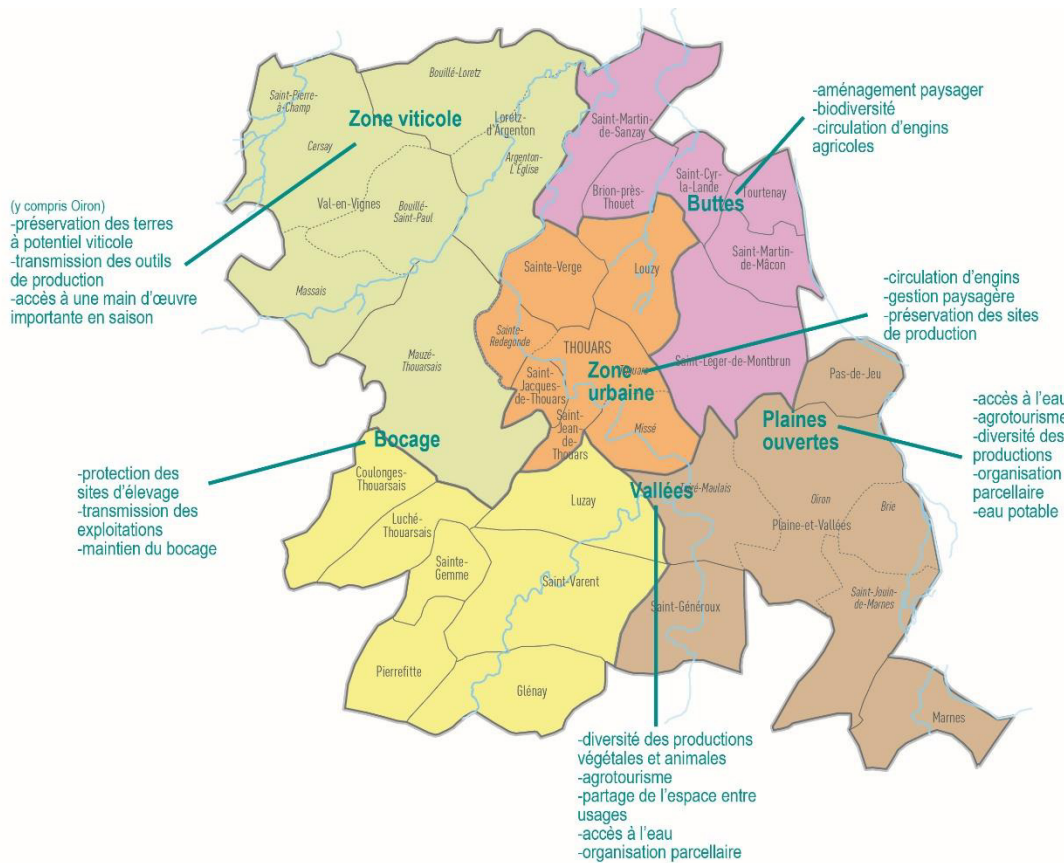 Bouillé-Loretz
Saint-Pierre-
à-Champ
Zone viticole
Loretz-
d'Argenton
Cersay
Argenton-
L'Église
Val-en-Vignes
Bouillé-
Saint-Paul
Massais
Mauzé-
Thouarsais
(y compris Oiron)
-préservation des terres
à potentiel viticole
-transmission des outils
de production
-accès à une main d'œuvre
importante en saison
Saint-Martin-
de-Sanzay
Brion-près-
Thouet
Saint-Cyr-
la-Lande
Buttes
Tourtenay
Saint-Martin-
de-Mâcon
Saint-Léger-de-Montbrun
-aménagement paysager
-biodiversité
-circulation d'engins
agricoles
Sainte-Verge
Louzy
Sainte-
Radegonde
THOUARS
Thouars
Zone
urbaine
Saint-
Jacques-
de-Thouars
Saint-
Jean-
de-
Thouars
Missé
-circulation d'engins
-gestion paysagère
-préservation des sites
de production
Pas-de-Jeu
Plaines
ouvertes
Oiron
Brie
Plaine-et-Vallées
Saint-Jouin-
de-Marnes
Saint-Généroux
Marnes
-accès à l'eau
-agrotourisme
-diversité des
productions
-organisation
parcellaire
-eau potable
Bocage
Coulonges-
Thouarsais
Luché-
Thouarsais
Sainte-
Gemme
Luzay
Saint-Varent
Pierrefitte
Glénay
-protection des
sites d'élevage
-transmission des
exploitations
-maintien du bocage
Vallées
-diversité des productions
végétales et animales
-agrotourisme
-partage de l'espace entre
usages
-accès à l'eau
-organisation parcellaire